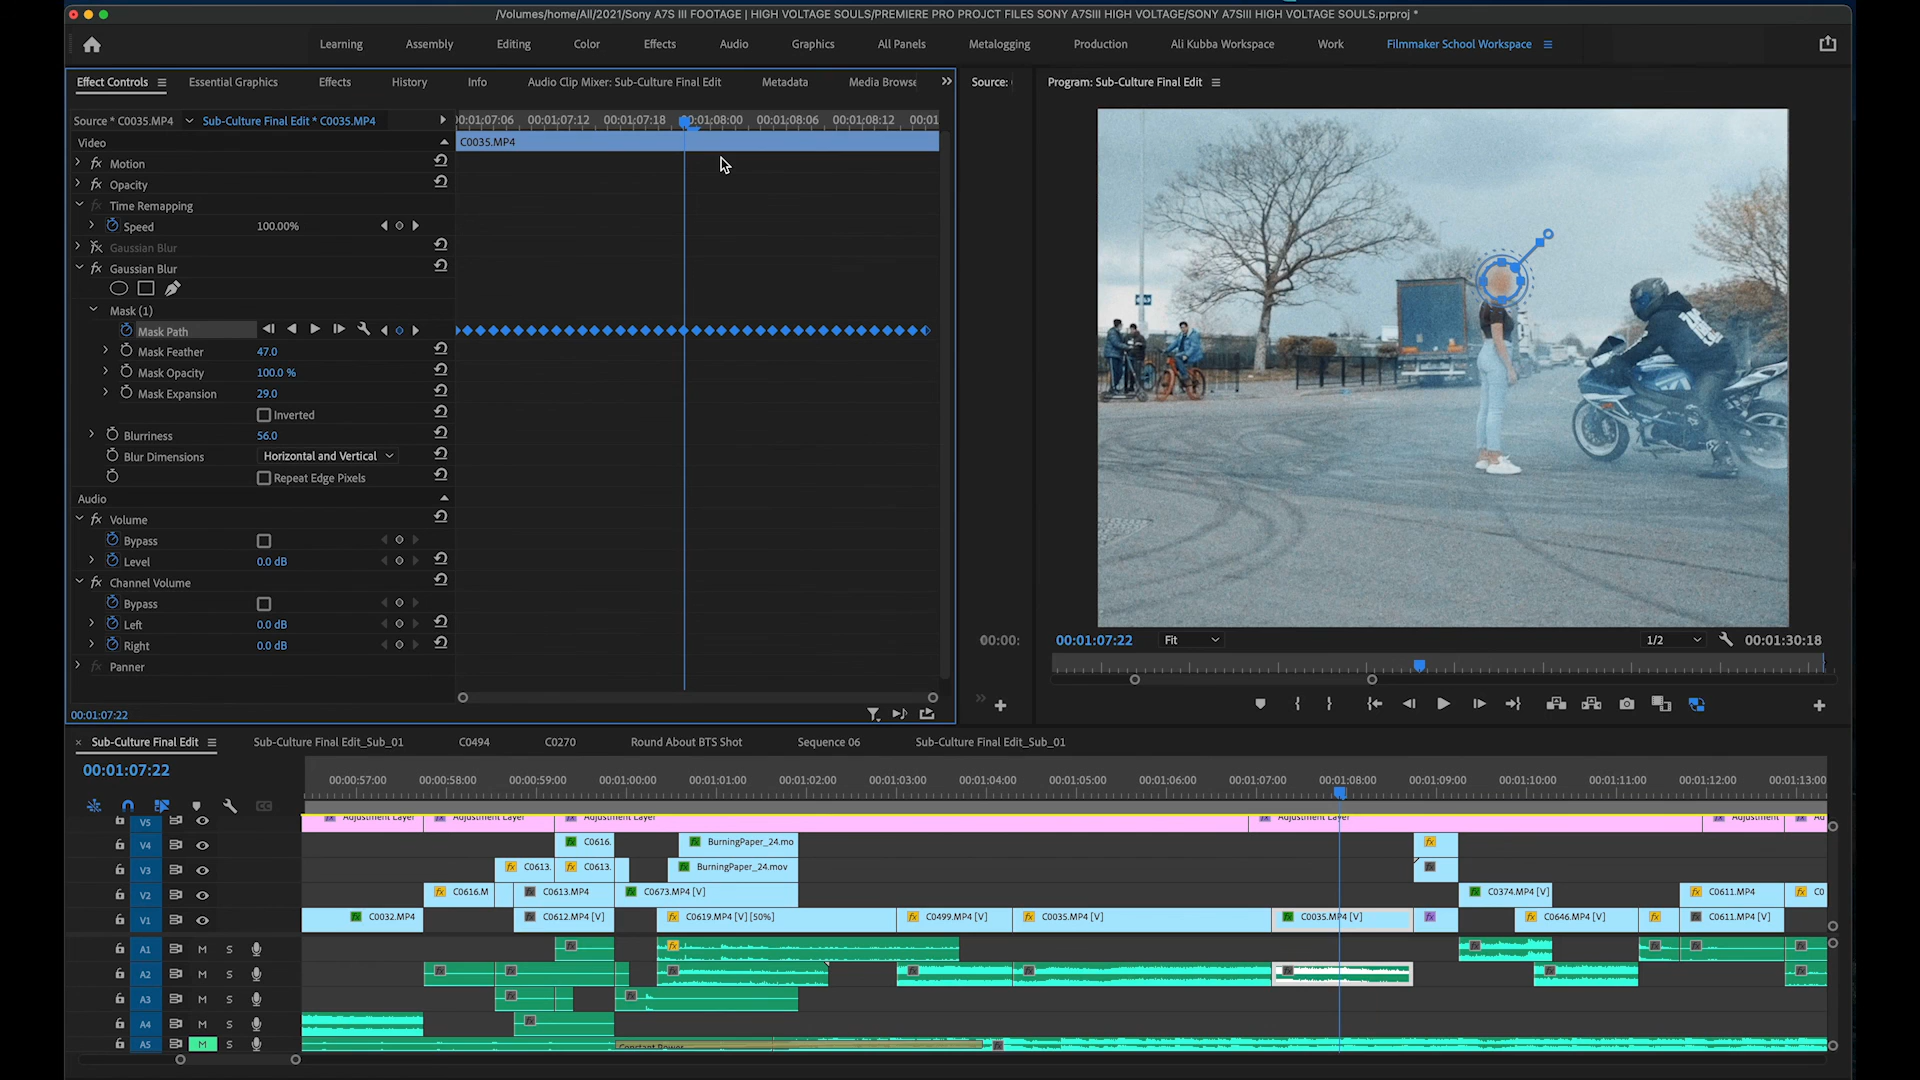 /Volumes/home/All/2021/Sony A7S III FOOTAGE | HIGH VOLTAGE SOULS/PREMIERE PRO PROJCT FILES SONY A7SIII HIGH VOLTAGE/SONY A7SIII HIGH VOLTAGE SOULS.prproj *
Learning Assembly Editing Color Effects Audio Graphics All Panels Metalogging Production Ali Kubba Workspace Work Filmmaker School Workspace
Effect Controls Essential Graphics Effects History Info Audio Clip Mixer: Sub-Culture Final Edit Metadata Media Browse
Source: Program: Sub-Culture Final Edit
Source * C0035.MP4 Sub-Culture Final Edit * C0035.MP4
00:01:07:06 00:01:07:12 00:01:07:18 00:01:08:00 00:01:08:06 00:01:08:12 00:01
Video C0035.MP4
fx Motion
fx Opacity
fx Time Remapping
Speed 100.00%
fx Gaussian Blur
fx Gaussian Blur
Mask (1)
Mask Path
Mask Feather 47.0
Mask Opacity 100.0 %
Mask Expansion 29.0
Inverted
Blurriness 56.0
Blur Dimensions Horizontal and Vertical
Repeat Edge Pixels
Audio
fx Volume
Bypass
Level 0.0 dB
fx Channel Volume
Bypass
Left 0.0 dB
Right 0.0 dB
fx Panner
00:01:07:22
00:00: 00:01:07:22 Fit 1/2 00:01:30:18
× Sub-Culture Final Edit Sub-Culture Final Edit_Sub_01 C0494 C0270 Round About BTS Shot Sequence 06 Sub-Culture Final Edit_Sub_01
00:01:07:22
00:00:57:00 00:00:58:00 00:00:59:00 00:01:00:00 00:01:01:00 00:01:02:00 00:01:03:00 00:01:04:00 00:01:05:00 00:01:06:00 00:01:07:00 00:01:08:00 00:01:09:00 00:01:10:00 00:01:11:00 00:01:12:00 00:01:13:00
V5 Adjustment Layer Adjustment Layer Adjustment Layer Adjustment Layer Adjustment Au
V4 C0616. BurningPaper_24.mo
V3 C0613. C0613. BurningPaper_24.mov
V2 C0616.M C0613.MP4 C0673.MP4 [V] C0374.MP4 [V] C0611.MP4 C0
V1 C0032.MP4 C0612.MP4 [V] C0619.MP4 [V] [50%] C0499.MP4 [V] C0035.MP4 [V] C0035.MP4 [V] C0646.MP4 [V] C0611.MP4 [V]
A1 M S
A2 M S
A3 M S
A4 M S
A5 M S Constant Power